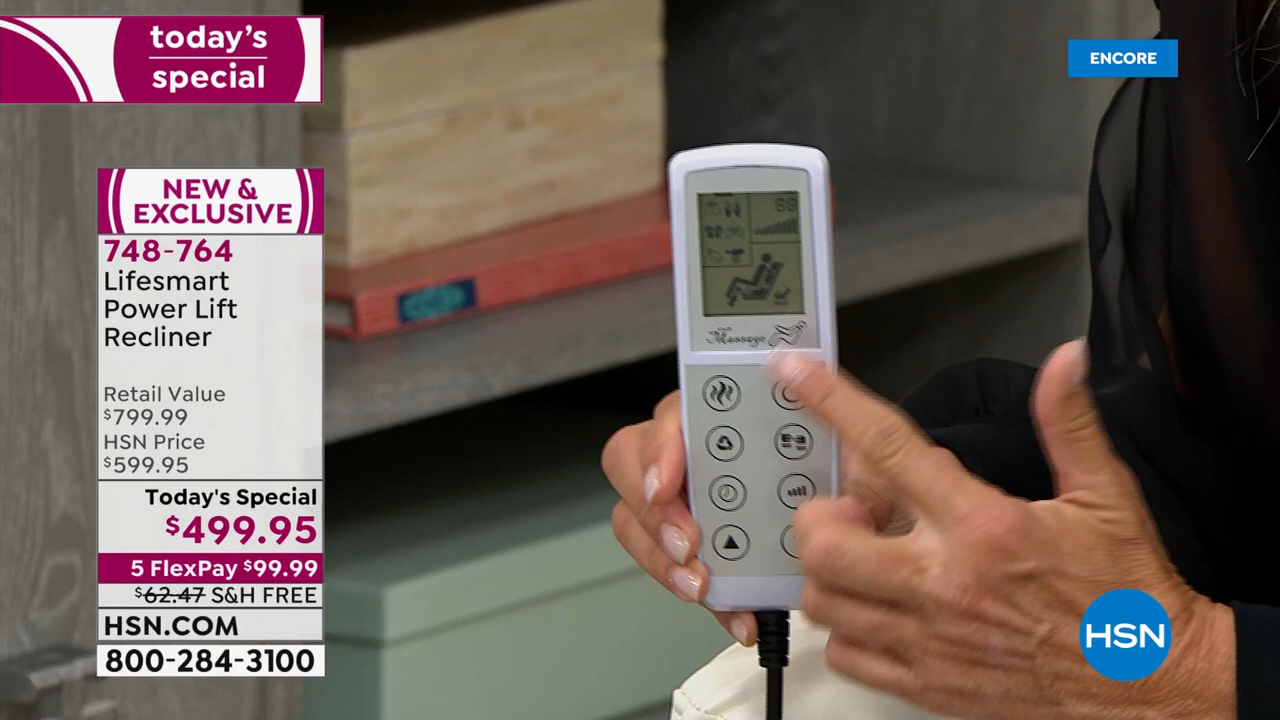 today's
special
ENCORE
NEW &
EXCLUSIVE
748-764
Lifesmart
Power Lift
Recliner
Retail Value
$799.99
HSN Price
$599.95
Today's Special
$499.95
5 FlexPay $99.99
$62.47 S&H FREE
HSN.COM
800-284-3100
88
Massage
HSN